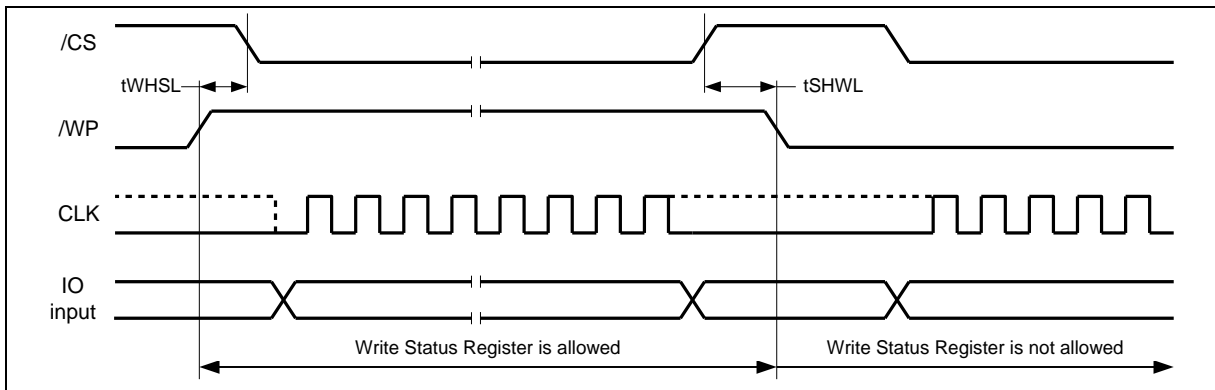 /CS
tWHSL
tSHWL
/WP
CLK
IO
input
Write Status Register is allowed
Write Status Register is not allowed